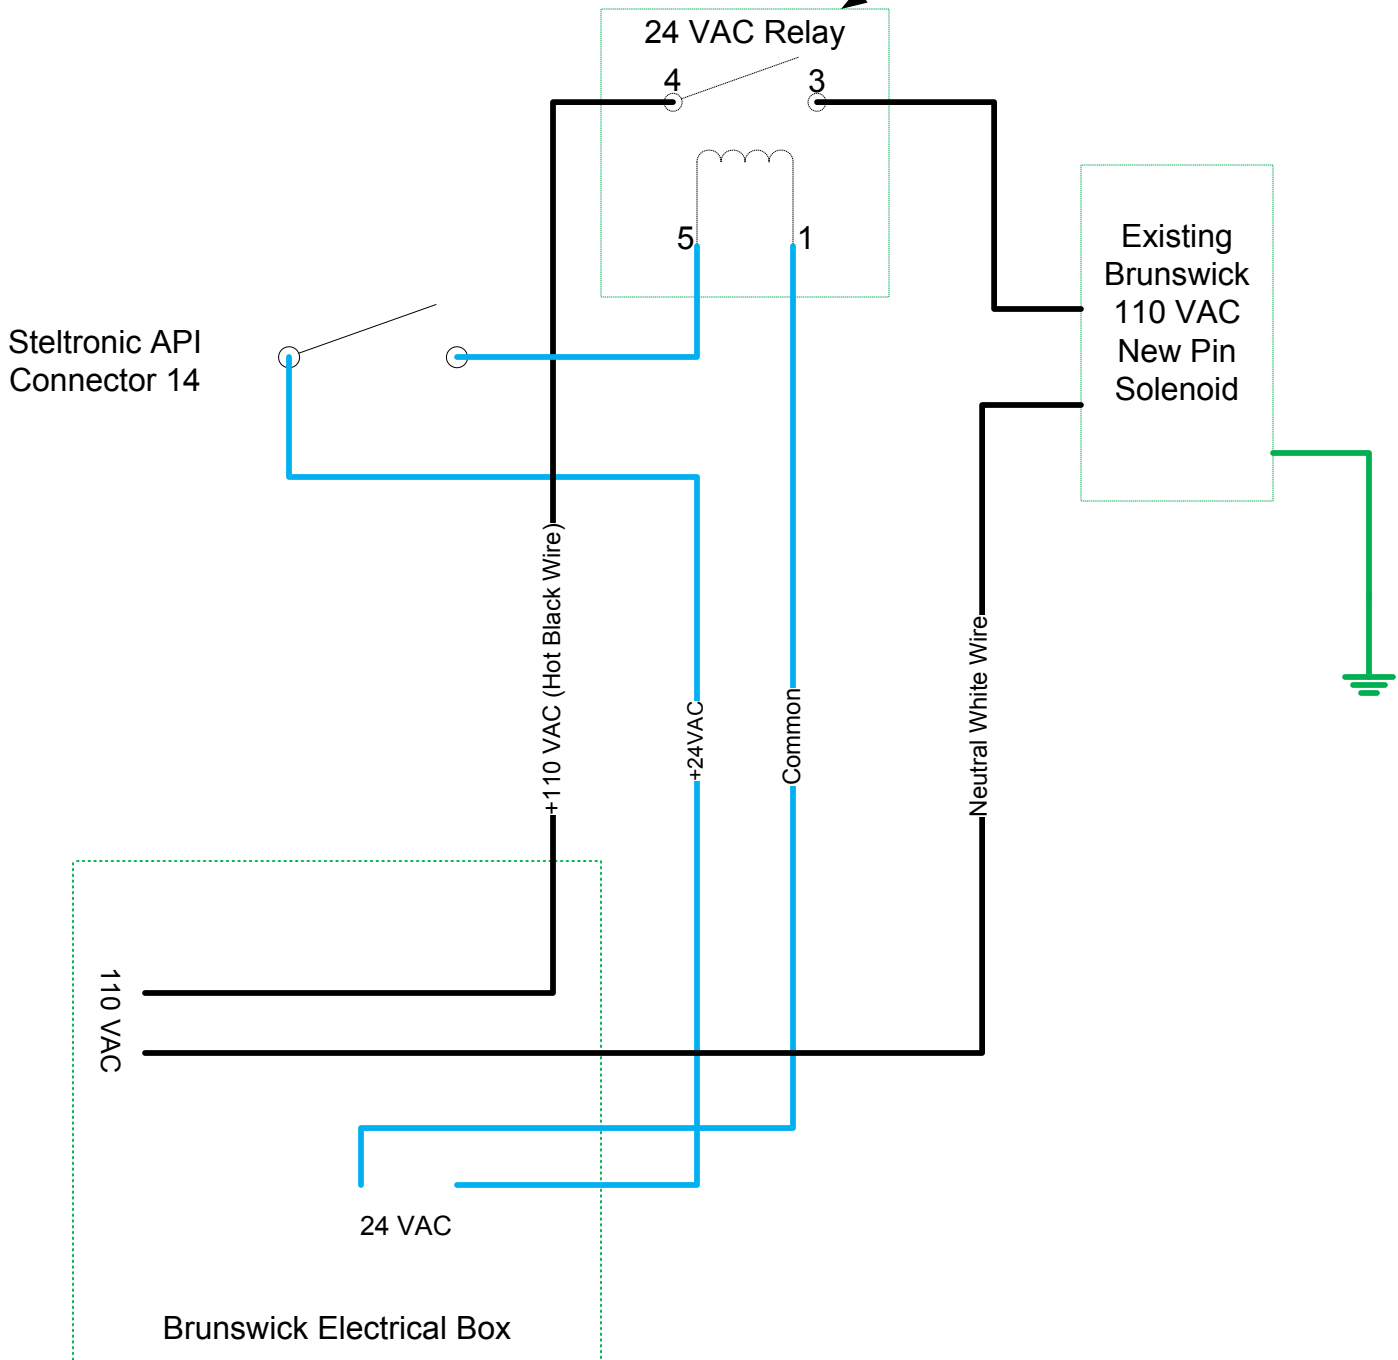 24 VAC Relay
4
3
5
1
Existing
Brunswick
110 VAC
New Pin
Solenoid
Steltronic API
Connector 14
+110 VAC (Hot Black Wire)
+24VAC
Common
Neutral White Wire
110 VAC
24 VAC
Brunswick Electrical Box